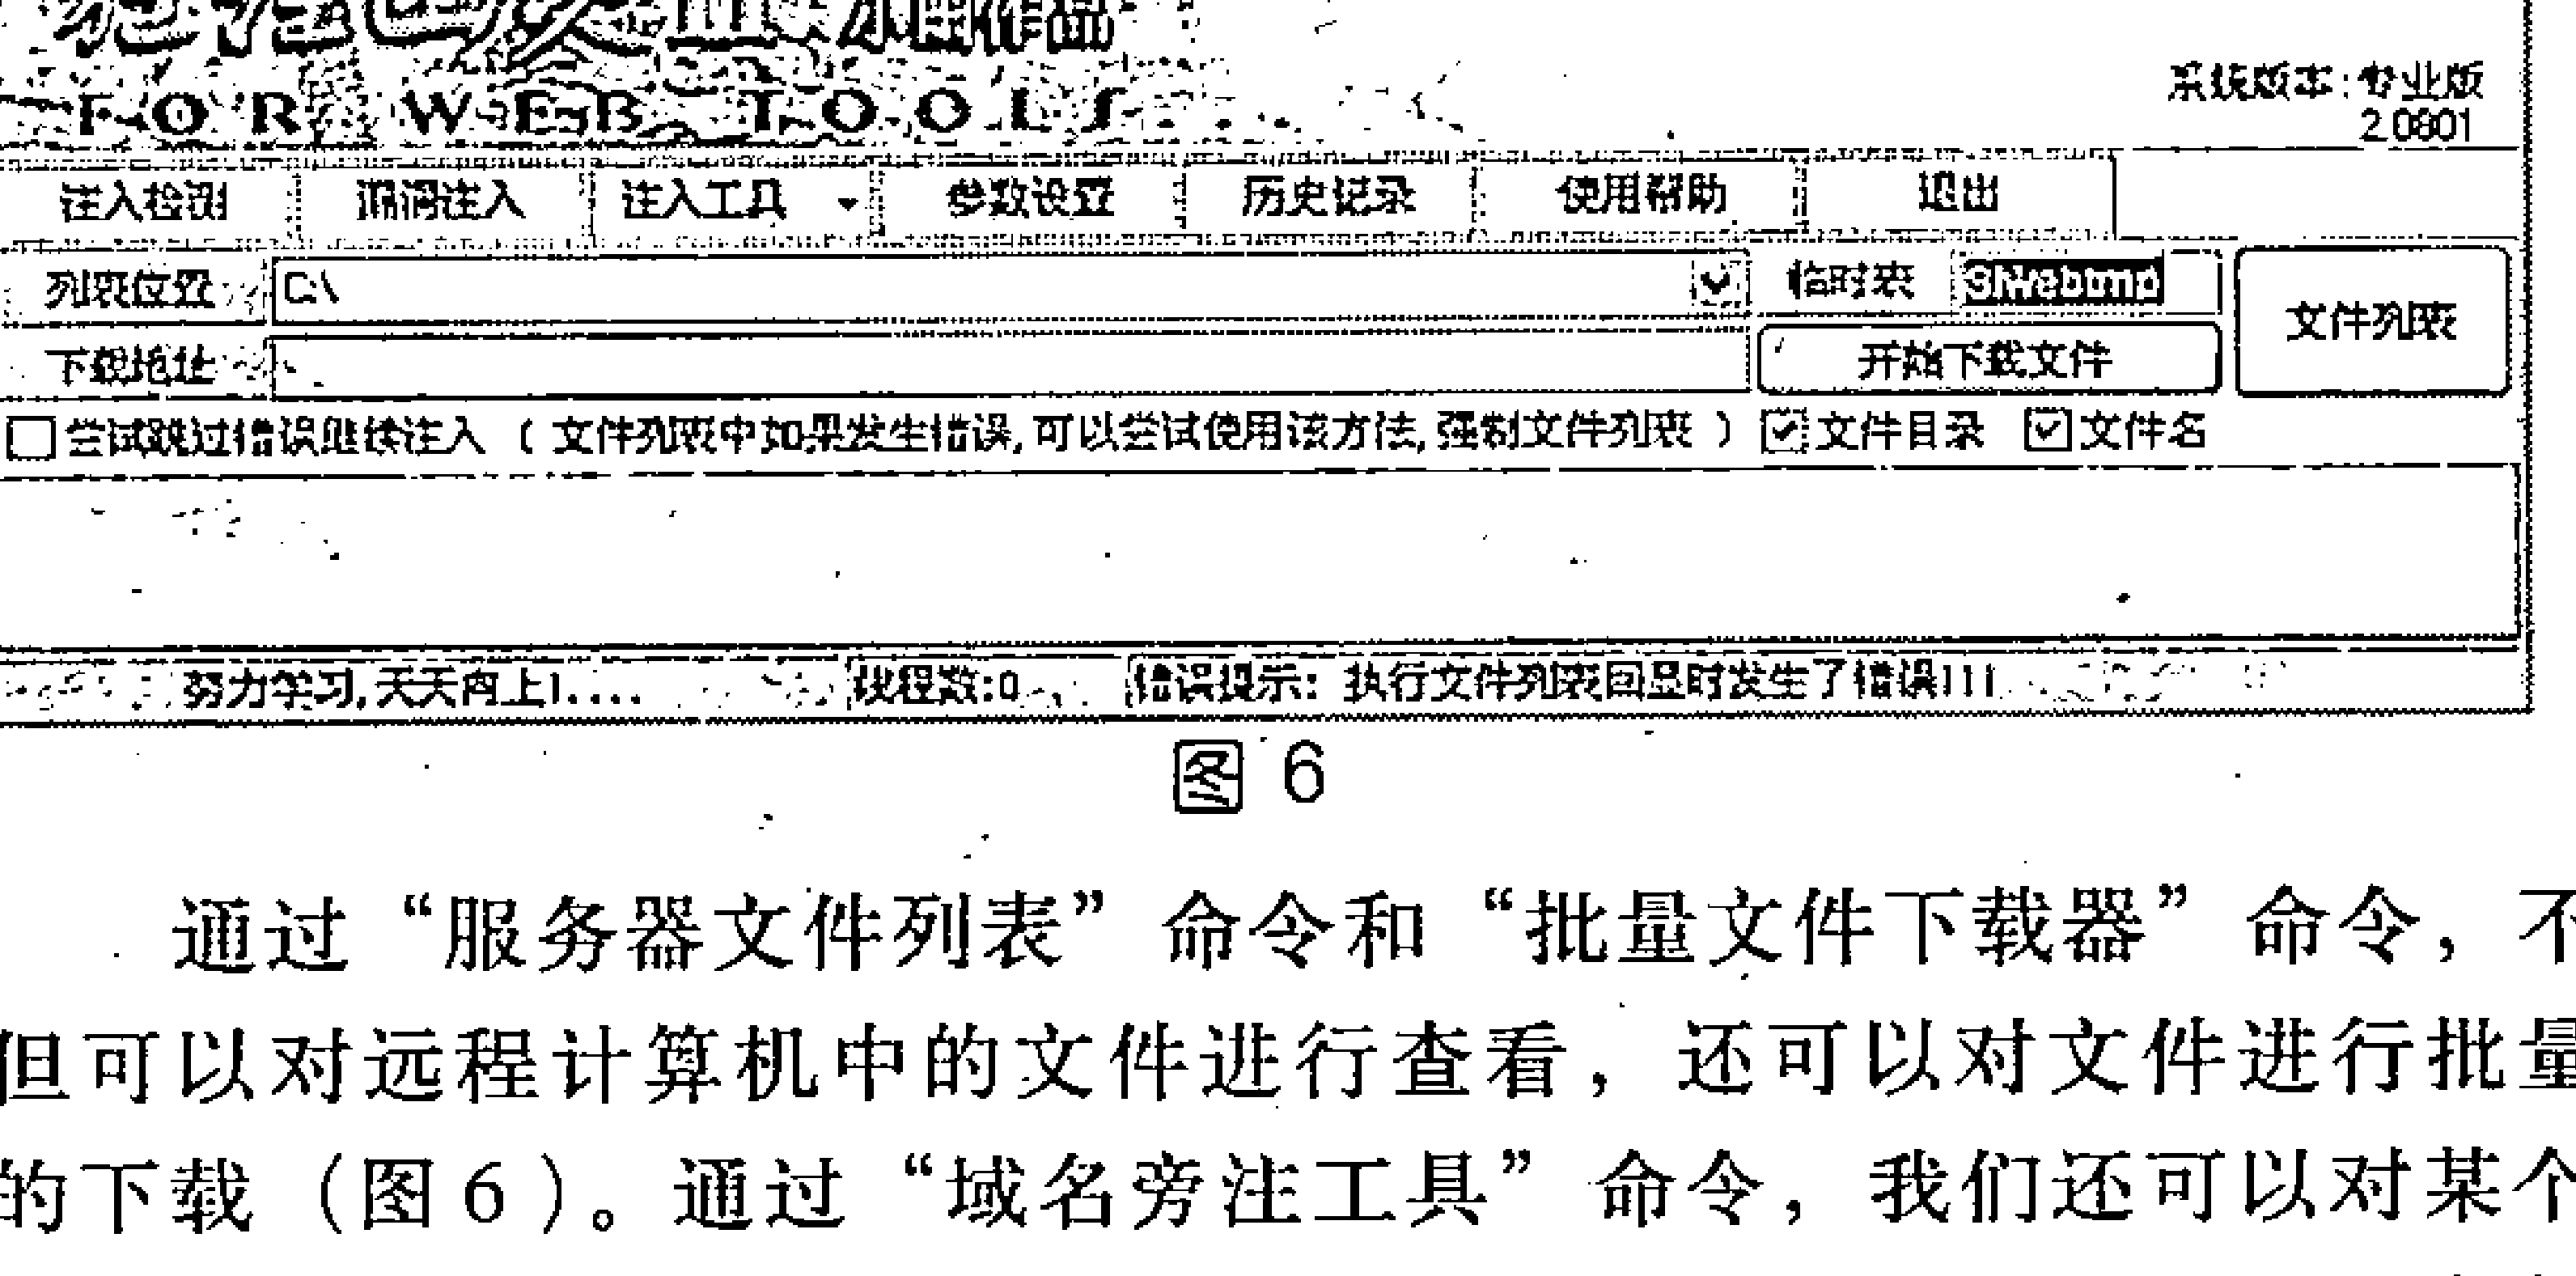 作品
FOR WEB TOOLS
系统版本:专业版
2.0801
注入检测 漏洞注入 注入工具 参数设置 历史记录 使用帮助 退出
列表位置 C:\ 临时表 文件列表
下载地址 开始下载文件
尝试跳过错误继续注入 ( 文件列表中如果发生错误,可以尝试使用该方法,强制文件列表 ) 文件目录 文件名
努力学习,天天向上!.... 线程数:0 错误提示: 执行文件列表回显时发生了错误!!!
图 6
通过“服务器文件列表”命令和“批量文件下载器”命令，不
但可以对远程计算机中的文件进行查看，还可以对文件进行批量
的下载（图 6）。通过“域名旁注工具”命令，我们还可以对某个